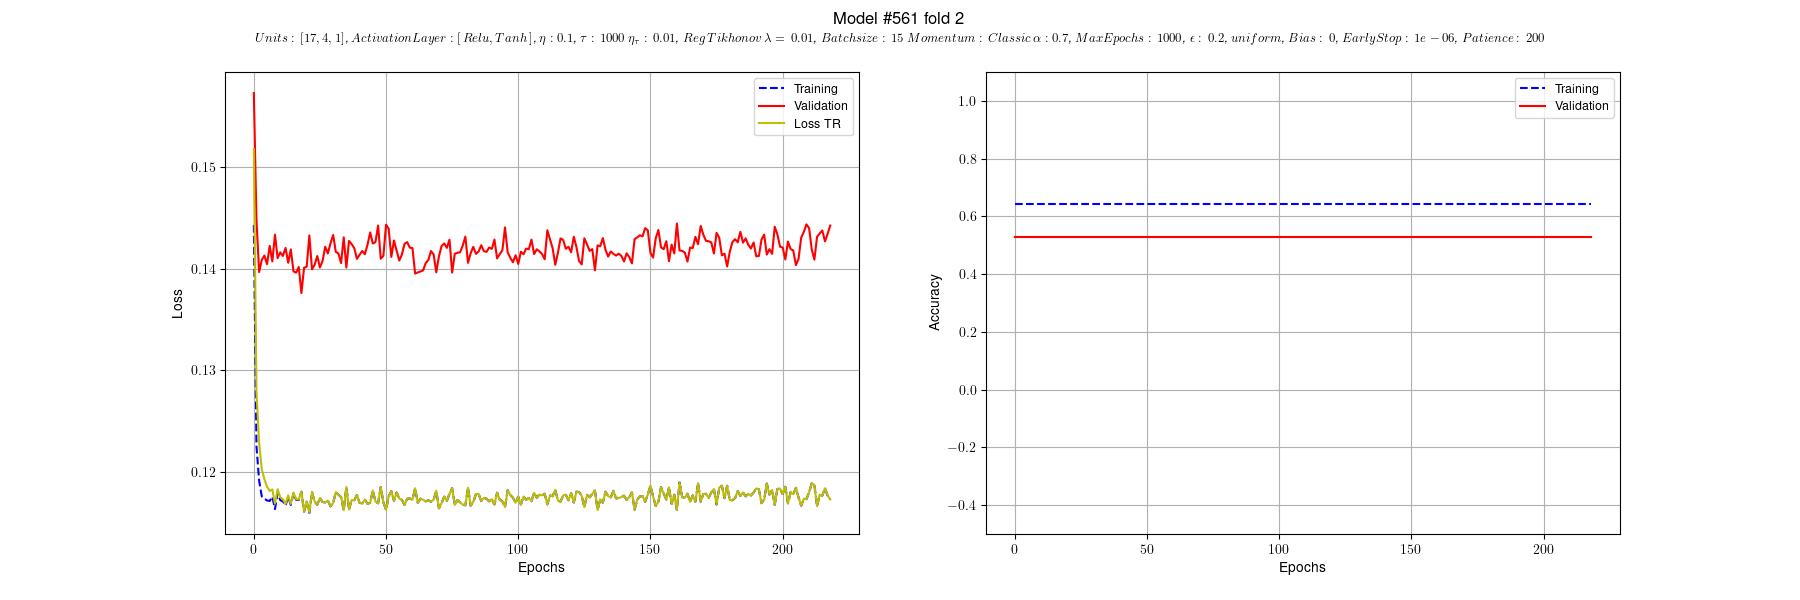 Model #561 fold 2
Units : [17, 4, 1], ActivationLayer : [Relu, Tanh], η : 0.1, τ : 1000 η_τ : 0.01, RegTikhonov λ = 0.01, Batchsize : 15 Momentum : Classic α : 0.7, MaxEpochs : 1000, ϵ : 0.2, uniform, Bias : 0, EarlyStop : 1e − 06, Patience : 200
Training
Validation
Loss TR
0.15
0.14
0.13
0.12
Loss
0 50 100 150 200
Epochs
Training
Validation
1.0
0.8
0.6
0.4
0.2
0.0
−0.2
−0.4
Accuracy
0 50 100 150 200
Epochs